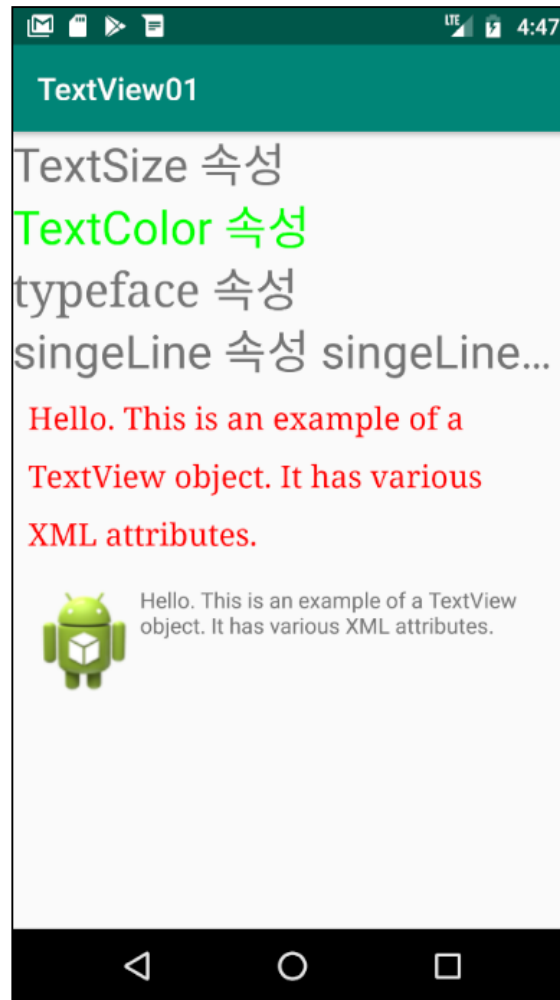 LTE 4:47
TextView01
TextSize 속성
TextColor 속성
typeface 속성
singeLine 속성 singeLine...
Hello. This is an example of a
TextView object. It has various
XML attributes.
Hello. This is an example of a TextView
object. It has various XML attributes.